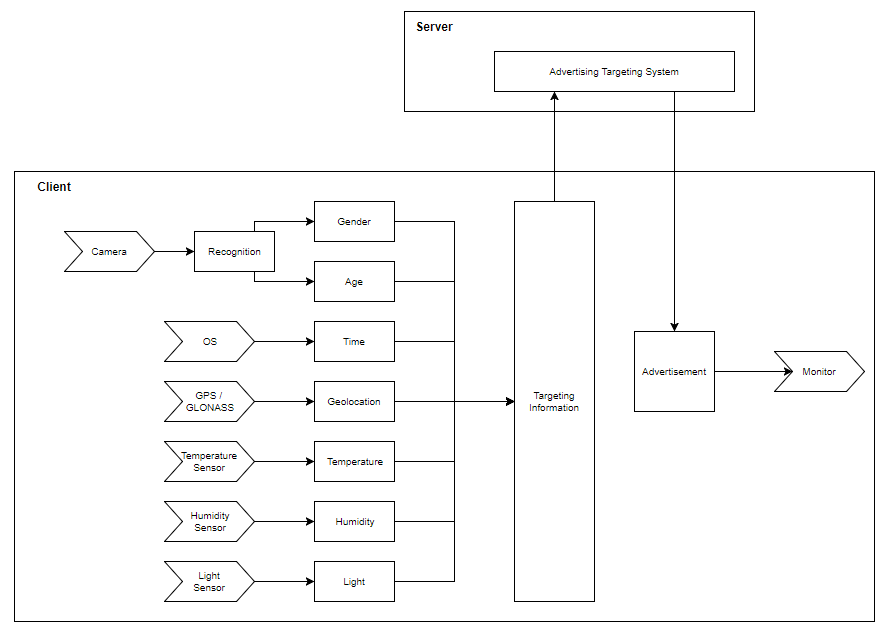 Server
Advertising Targeting System
Client
Camera
Recognition
Gender
Age
OS
Time
GPS /
GLONASS
Geolocation
Temperature
Sensor
Temperature
Humidity
Sensor
Humidity
Light
Sensor
Light
Targeting
Information
Advertisement
Monitor